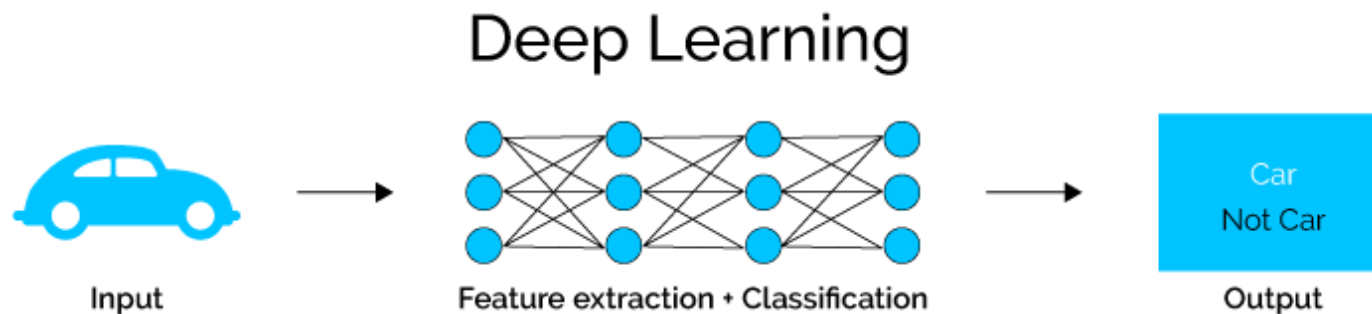 Deep Learning
Car
Not Car
Input
Feature extraction + Classification
Output